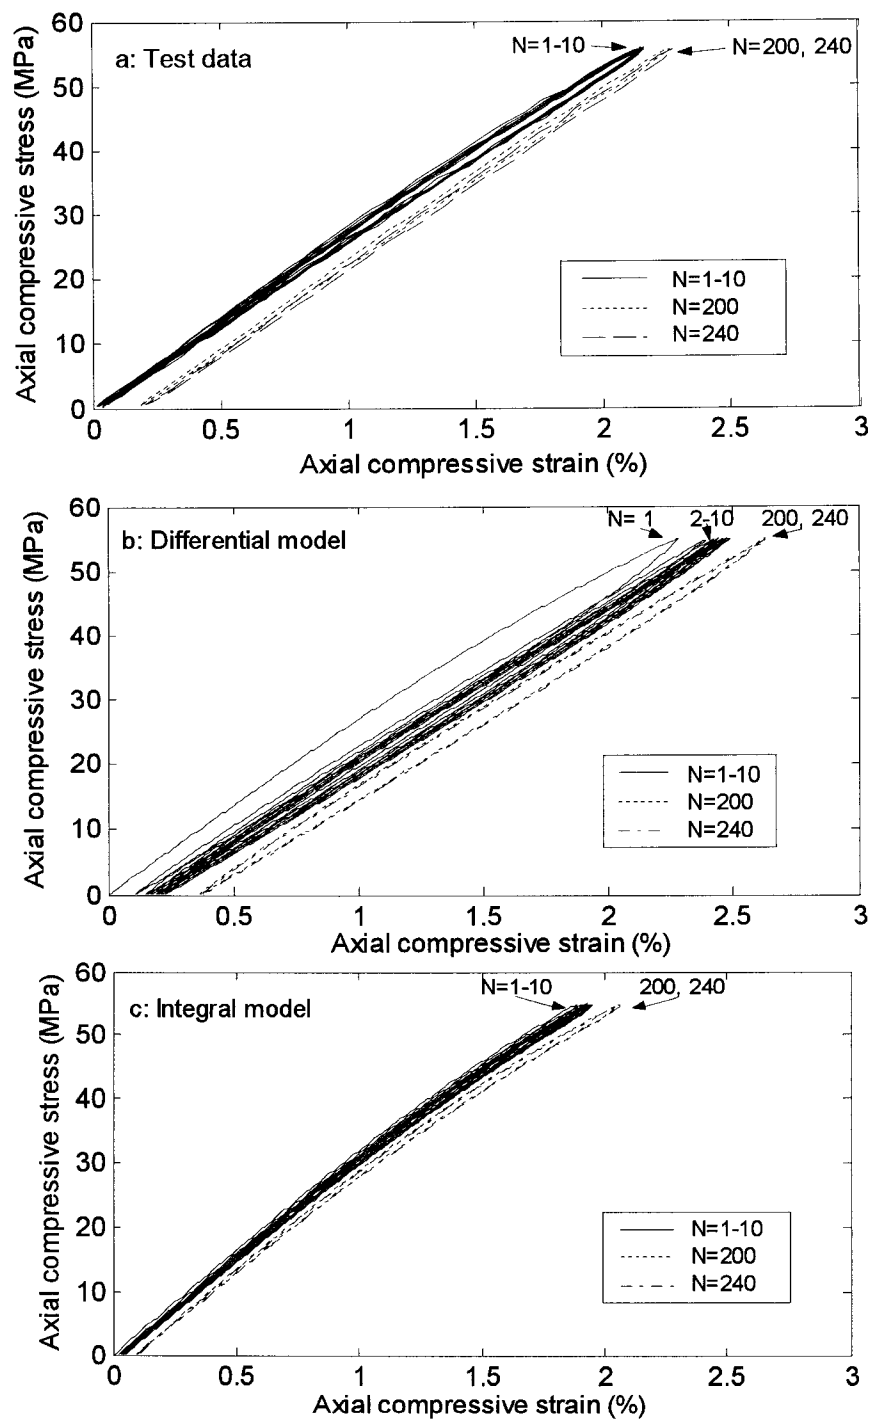 60
50
40
30
20
10
0
Axial compressive stress (MPa)
a: Test data
N=1-10
N=200, 240
N=1-10
N=200
N=240
0 0.5 1 1.5 2 2.5 3
Axial compressive strain (%)
60
50
40
30
20
10
0
Axial compressive stress (MPa)
b: Differential model
N= 1 2-10 200, 240
N=1-10
N=200
N=240
0 0.5 1 1.5 2 2.5 3
Axial compressive strain (%)
60
50
40
30
20
10
0
Axial compressive stress (MPa)
c: Integral model
N=1-10 200, 240
N=1-10
N=200
N=240
0 0.5 1 1.5 2 2.5 3
Axial compressive strain (%)